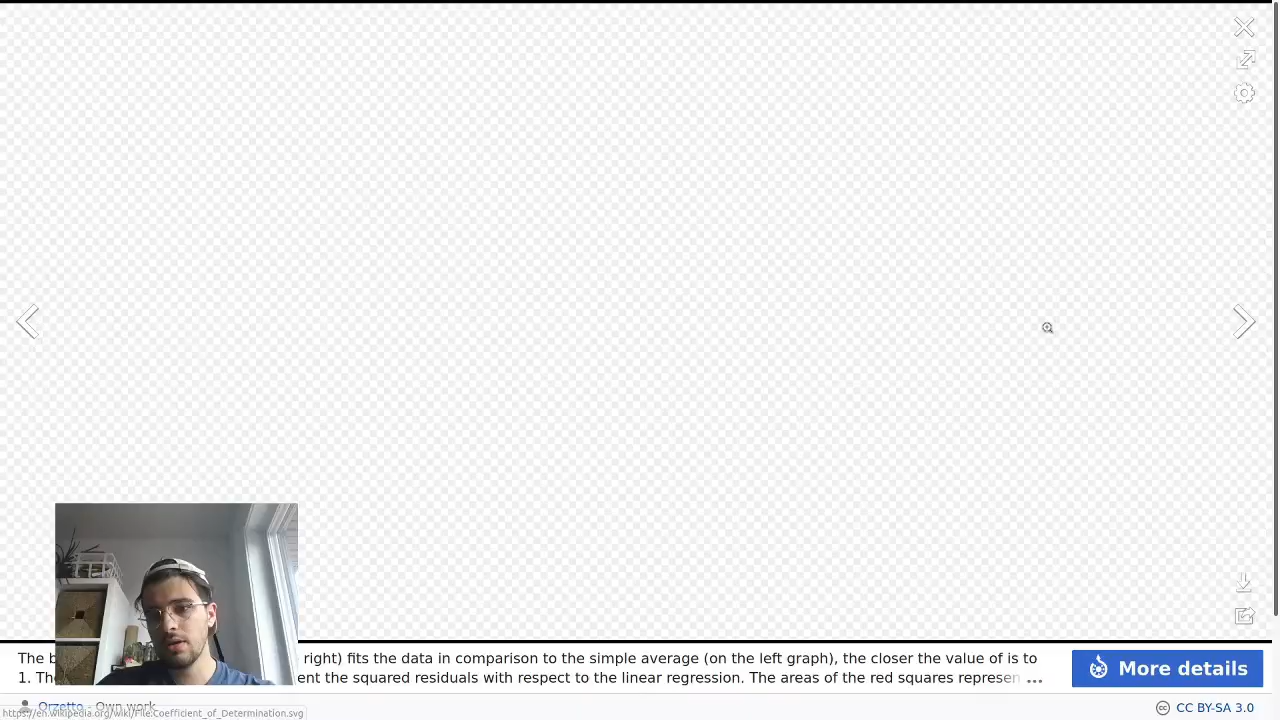 The b right) fits the data in comparison to the simple average (on the left graph), the closer the value of is to
More details
1. The ent the squared residuals with respect to the linear regression. The areas of the red squares represen ...
Orzetto - Own work
CC BY-SA 3.0
https://en.wikipedia.org/wiki/File:Coefficient_of_Determination.svg